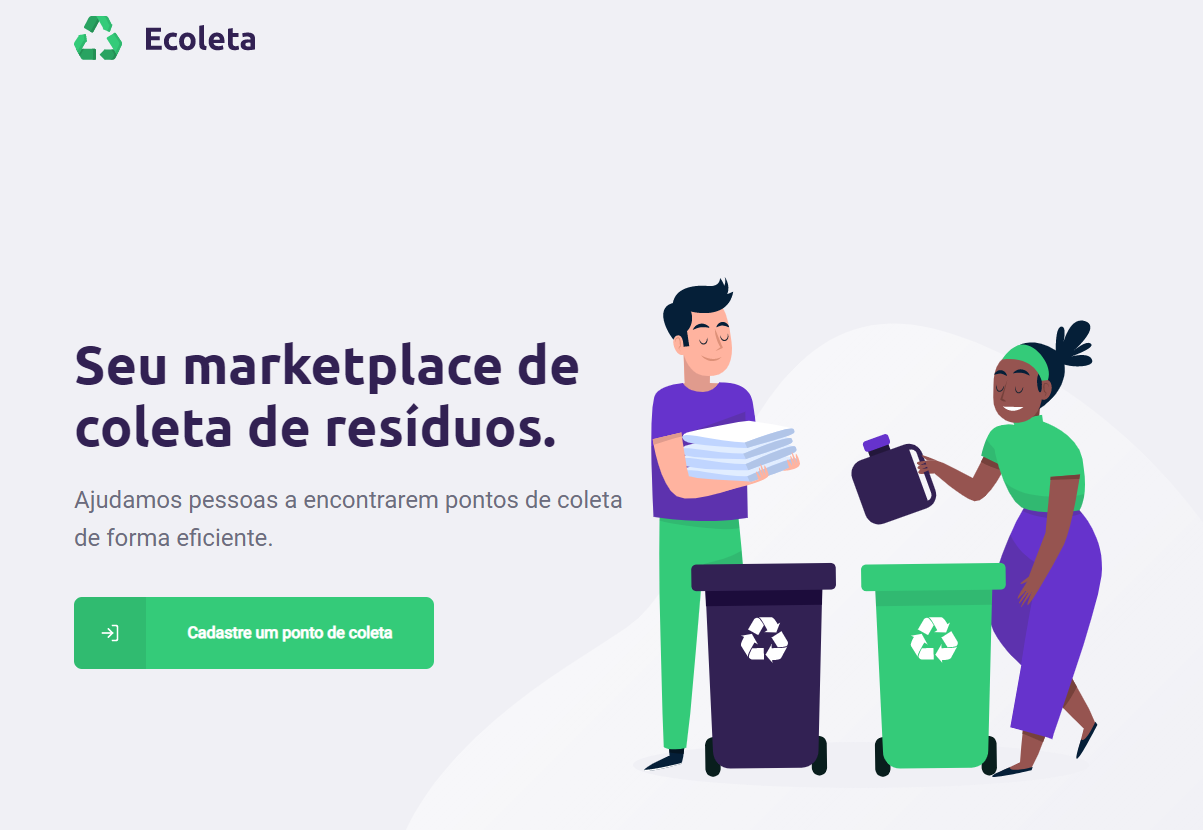 Ecoleta
Seu marketplace de
coleta de resíduos.
Ajudamos pessoas a encontrarem pontos de coleta
de forma eficiente.
Cadastre um ponto de coleta